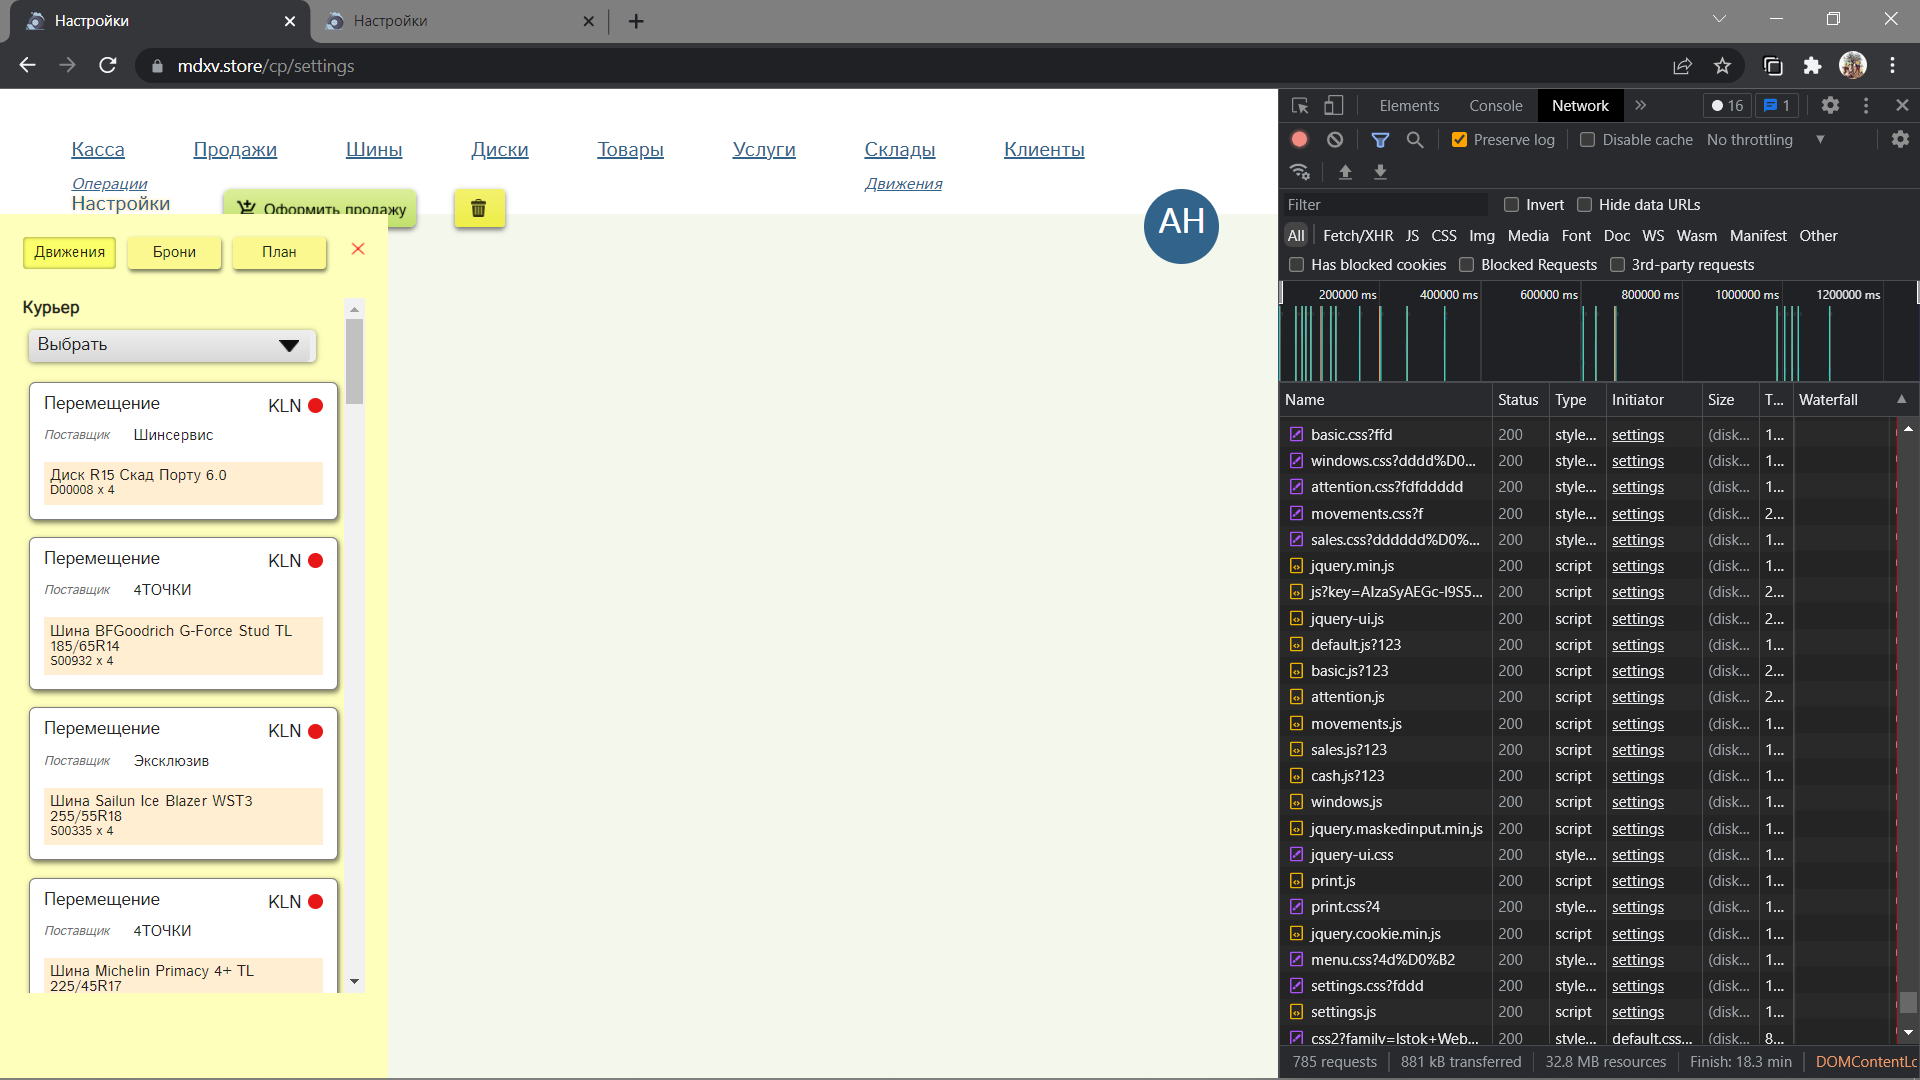 Настройки
Настройки
mdxv.store/cp/settings
Касса
Продажи
Шины
Диски
Товары
Услуги
Склады
Клиенты
Операции
Движения
Настройки
Оформить продажу
АН
Движения
Брони
План
Курьер
Выбрать
Перемещение
KLN
Поставщик Шинсервис
Диск R15 Скад Порту 6.0
D00008 x 4
Перемещение
KLN
Поставщик 4ТОЧКИ
Шина BFGoodrich G-Force Stud TL
185/65R14
S00932 x 4
Перемещение
KLN
Поставщик Эксклюзив
Шина Sailun Ice Blazer WST3
255/55R18
S00335 x 4
Перемещение
KLN
Поставщик 4ТОЧКИ
Шина Michelin Primacy 4+ TL
225/45R17
Elements Console Network 16 1
Preserve log Disable cache No throttling
Filter Invert Hide data URLs
All Fetch/XHR JS CSS Img Media Font Doc WS Wasm Manifest Other
Has blocked cookies Blocked Requests 3rd-party requests
200000 ms 400000 ms 600000 ms 800000 ms 1000000 ms 1200000 ms
Name Status Type Initiator Size T... Waterfall
basic.css?ffd 200 style... settings (disk... 1...
windows.css?dddd%D0... 200 style... settings (disk... 1...
attention.css?fdfddddd 200 style... settings (disk... 1...
movements.css?f 200 style... settings (disk... 2...
sales.css?dddddd%D0%... 200 style... settings (disk... 1...
jquery.min.js 200 script settings (disk... 1...
js?key=AIzaSyAEGc-I9S5... 200 script settings (disk... 2...
jquery-ui.js 200 script settings (disk... 2...
default.js?123 200 script settings (disk... 1...
basic.js?123 200 script settings (disk... 2...
attention.js 200 script settings (disk... 2...
movements.js 200 script settings (disk... 1...
sales.js?123 200 script settings (disk... 1...
cash.js?123 200 script settings (disk... 1...
windows.js 200 script settings (disk... 1...
jquery.maskedinput.min.js 200 script settings (disk... 1...
jquery-ui.css 200 style... settings (disk... 1...
print.js 200 script settings (disk... 1...
print.css?4 200 style... settings (disk... 1...
jquery.cookie.min.js 200 script settings (disk... 1...
menu.css?4d%D0%B2 200 style... settings (disk... 1...
settings.css?fddd 200 style... settings (disk... 1...
settings.js 200 script settings (disk... 1...
css2?family=Istok+Web... 200 style... default.css... (disk... 8...
785 requests 881 kB transferred 32.8 MB resources Finish: 18.3 min DOMContentLo